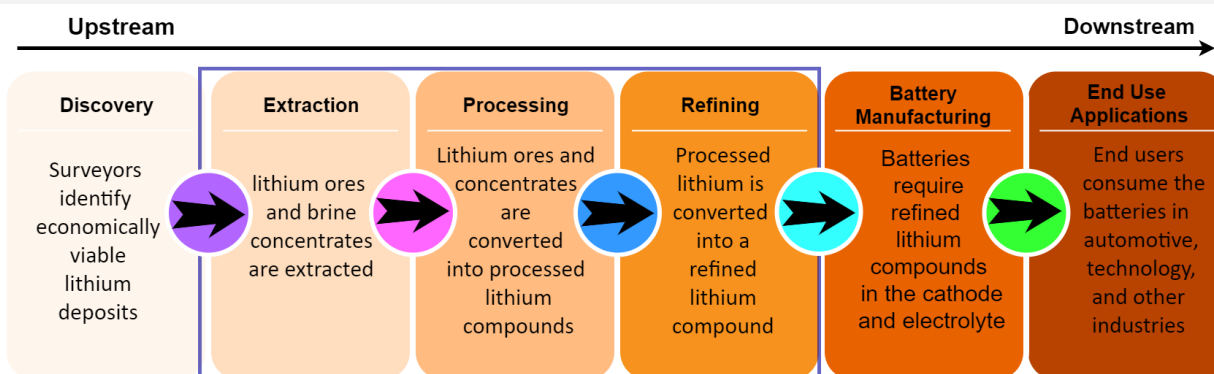 Upstream
Downstream
Discovery
Surveyors
identify
economically
viable
lithium
deposits
Extraction
lithium ores
and brine
concentrates
are extracted
Processing
Lithium ores and
concentrates
are
converted
into processed
lithium
compounds
Refining
Processed
lithium is
converted
into a
refined
lithium
compound
Battery
Manufacturing
Batteries
require
refined
lithium
compounds
in the cathode
and electrolyte
End Use
Applications
End users
consume the
batteries in
automotive,
technology,
and other
industries